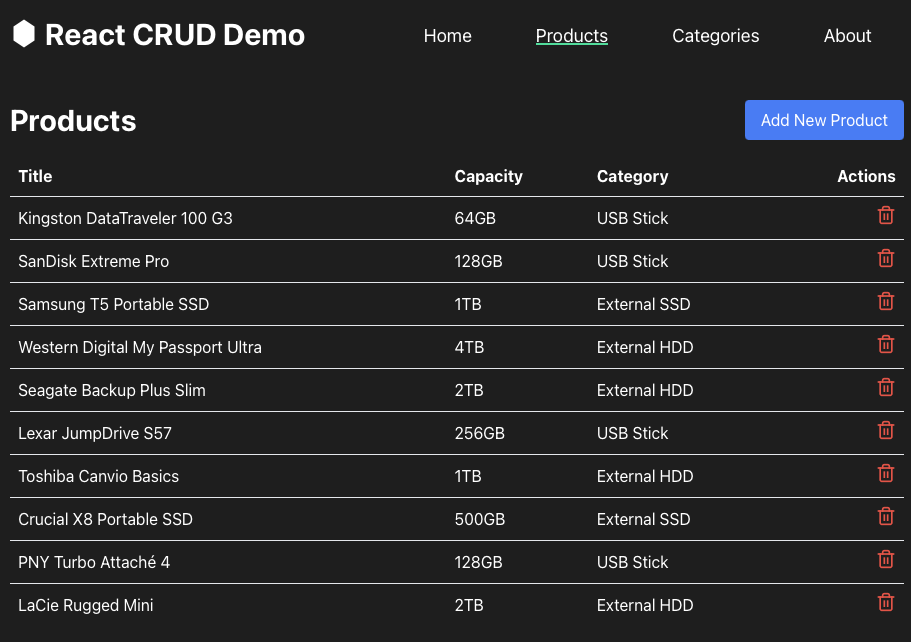 React CRUD Demo Home Products Categories About
Products Add New Product
Title Capacity Category Actions
Kingston DataTraveler 100 G3 64GB USB Stick
SanDisk Extreme Pro 128GB USB Stick
Samsung T5 Portable SSD 1TB External SSD
Western Digital My Passport Ultra 4TB External HDD
Seagate Backup Plus Slim 2TB External HDD
Lexar JumpDrive S57 256GB USB Stick
Toshiba Canvio Basics 1TB External HDD
Crucial X8 Portable SSD 500GB External SSD
PNY Turbo Attaché 4 128GB USB Stick
LaCie Rugged Mini 2TB External HDD